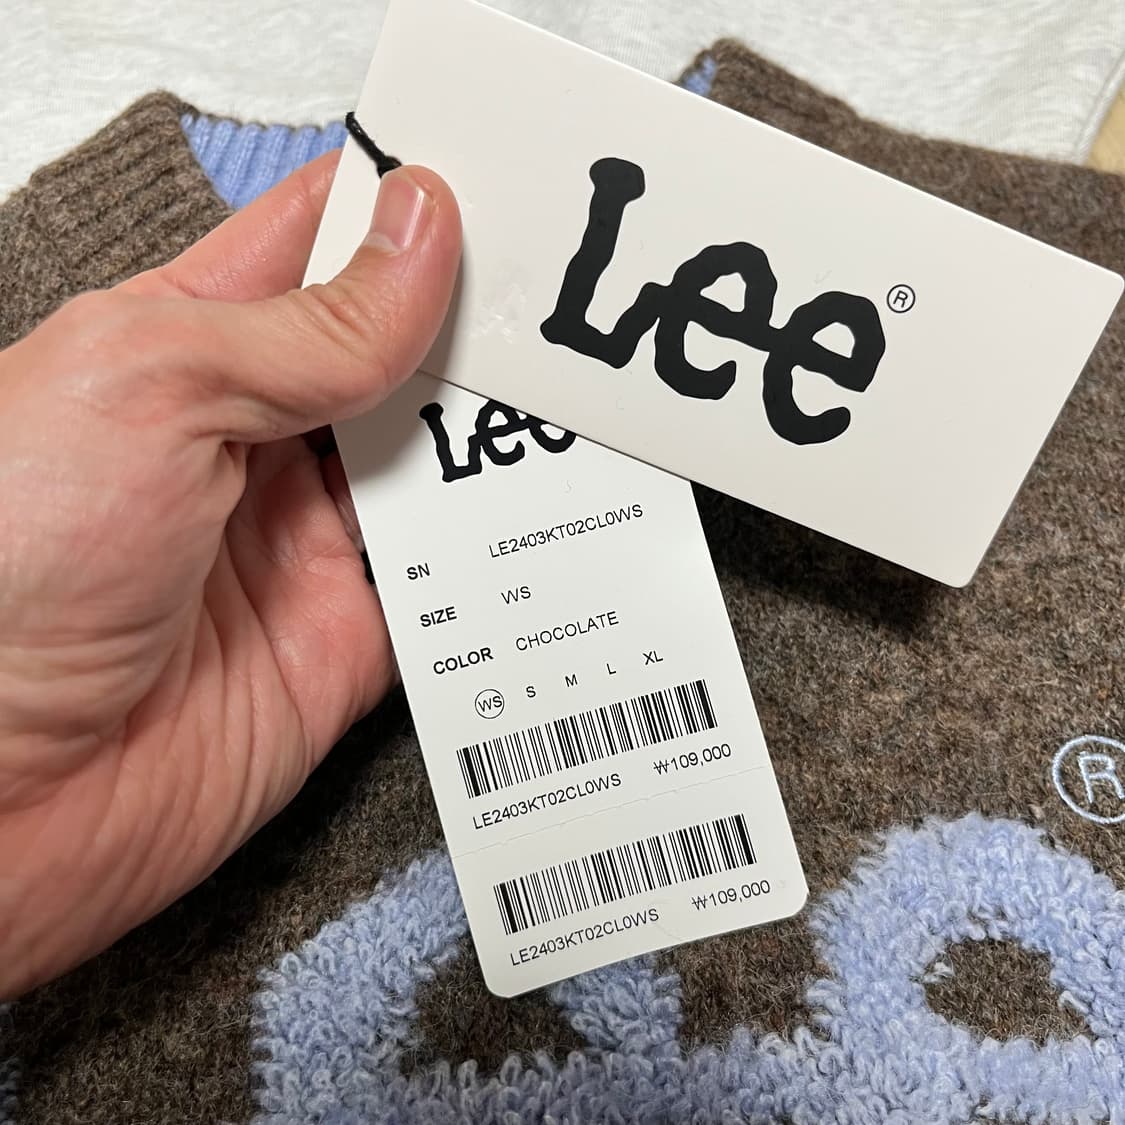 Lee®
Lee
SN LE2403KT02CL0WS
SIZE WS
COLOR CHOCOLATE
WS S M L XL
LE2403KT02CL0WS ₩109,000
LE2403KT02CL0WS ₩109,000
®